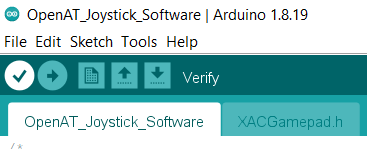 OpenAT_Joystick_Software | Arduino 1.8.19
File Edit Sketch Tools Help
Verify
OpenAT_Joystick_Software XACGamepad.h
/*